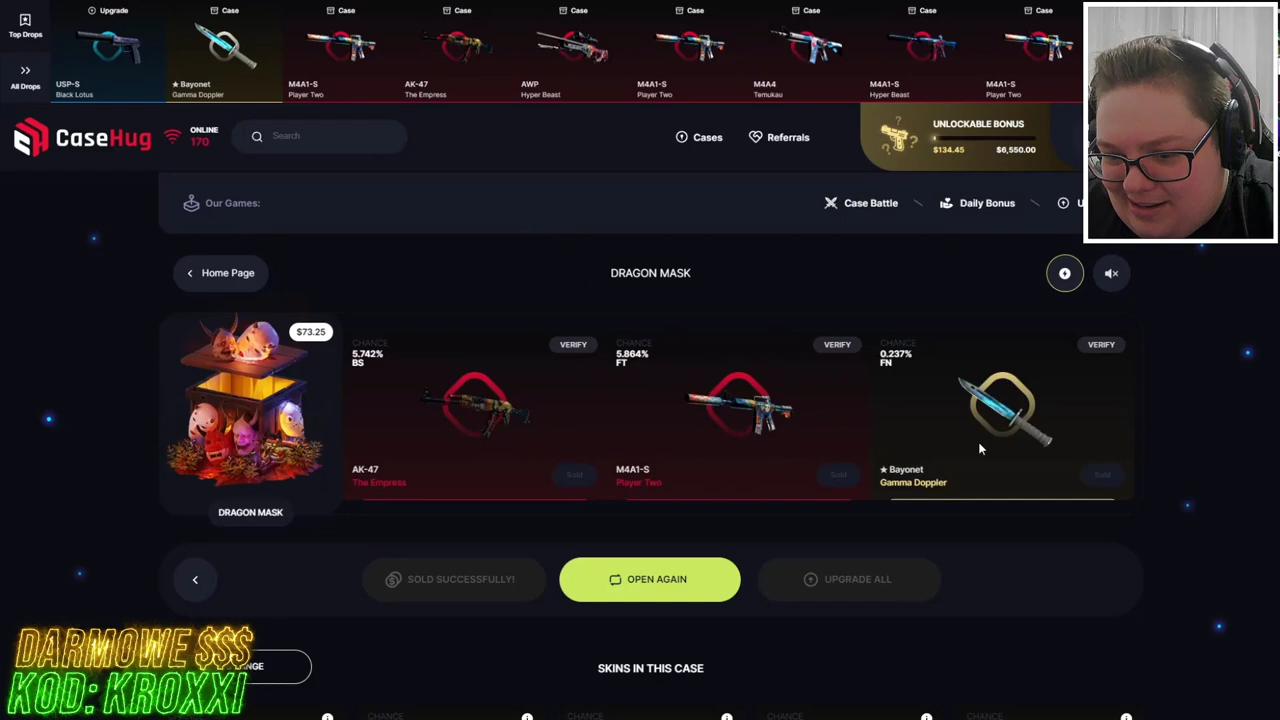 Upgrade
Case
Case
Case
Case
Case
Case
Case
Case
Top Drops
All Drops
USP-S
Black Lotus
★ Bayonet
Gamma Doppler
M4A1-S
Player Two
AK-47
The Empress
AWP
Hyper Beast
M4A1-S
Player Two
M4A4
Temukau
M4A1-S
Hyper Beast
M4A1-S
Player Two
CaseHug
ONLINE
170
Search
Cases
Referrals
UNLOCKABLE BONUS
$134.45
$6,550.00
Our Games:
Case Battle
Daily Bonus
Home Page
DRAGON MASK
$73.25
DRAGON MASK
CHANCE
5.742%
BS
VERIFY
AK-47
The Empress
Sold
CHANCE
5.864%
FT
VERIFY
M4A1-S
Player Two
Sold
CHANCE
0.237%
FN
VERIFY
★ Bayonet
Gamma Doppler
Sold
SOLD SUCCESSFULLY!
OPEN AGAIN
UPGRADE ALL
DARMOWE $$$
KOD: KROXXI
SKINS IN THIS CASE